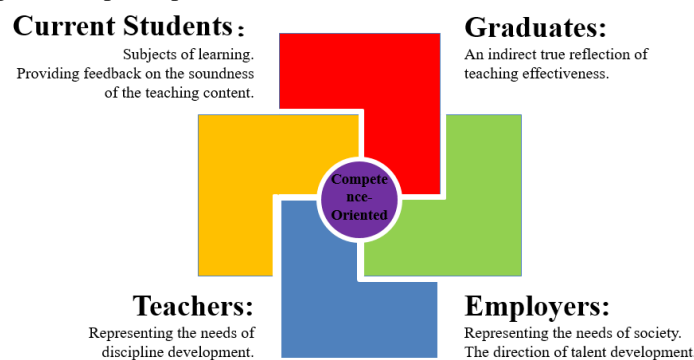 Current Students：
Subjects of learning.
Providing feedback on the soundness
of the teaching content.
Graduates:
An indirect true reflection of
teaching effectiveness.
Compete
nce-
Oriented
Teachers:
Representing the needs of
discipline development.
Employers:
Representing the needs of society.
The direction of talent development